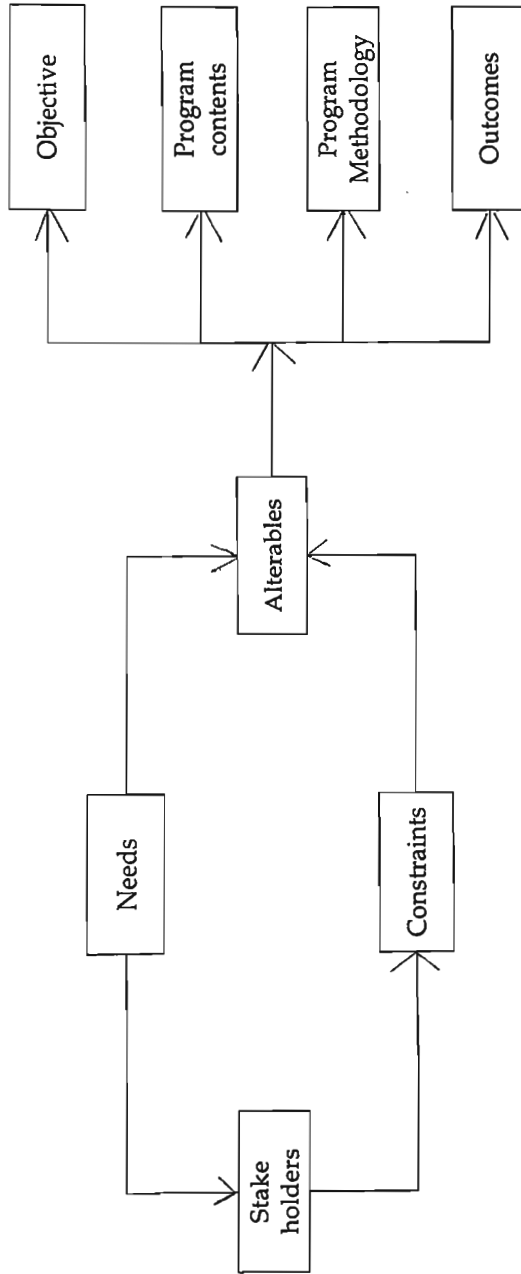 Stake
holders
Needs
Constraints
Alterables
Objective
Program
contents
Program
Methodology
Outcomes